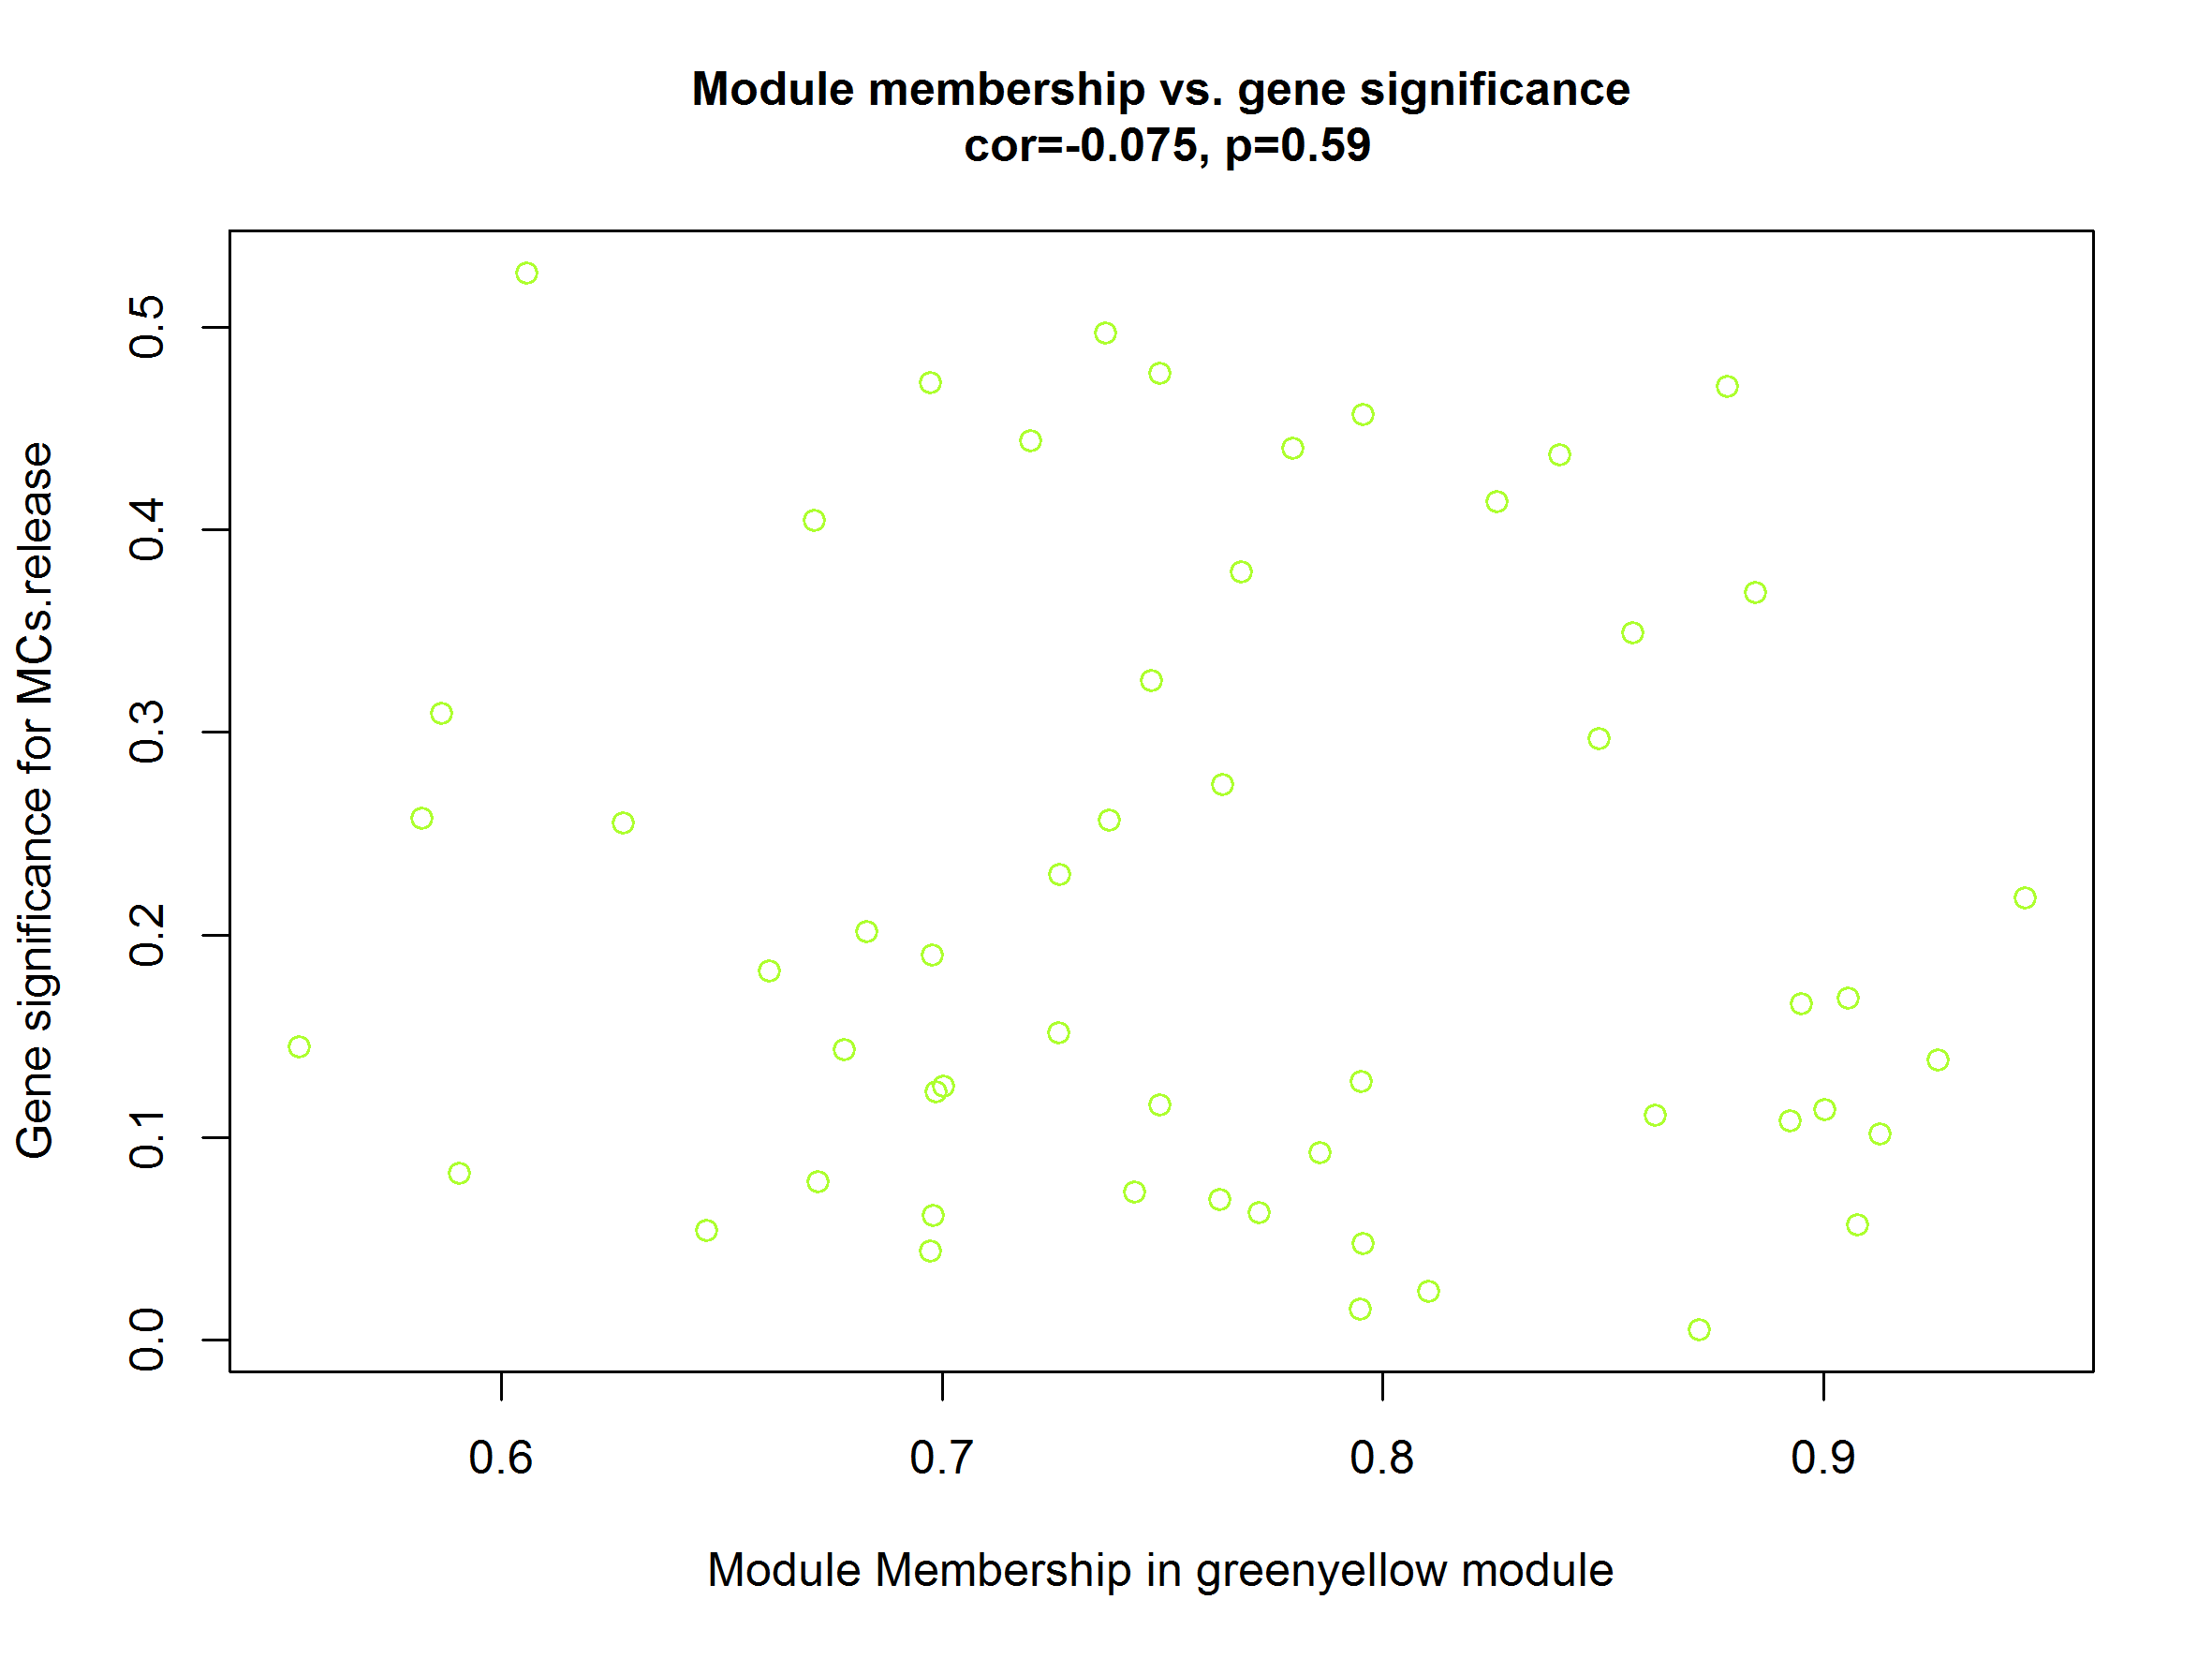 Module membership vs. gene significance
cor=-0.075, p=0.59
Gene significance for MCs.release
0.5
0.4
0.3
0.2
0.1
0.0
0.6
0.7
0.8
0.9
Module Membership in greenyellow module